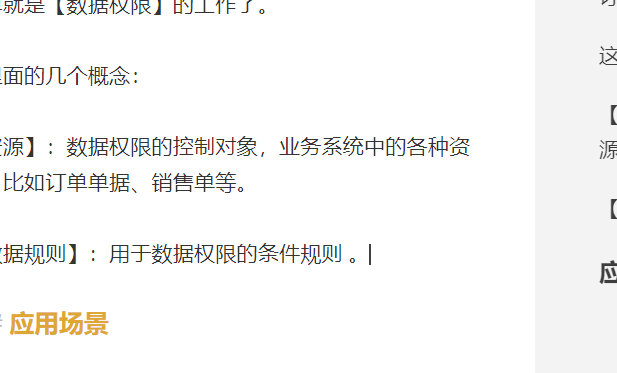 就是【数据权限】的工作了。
面的几个概念：
源】：数据权限的控制对象，业务系统中的各种资
比如订单单据、销售单等。
据规则】：用于数据权限的条件规则 。
应用场景
这
【
源
【
应